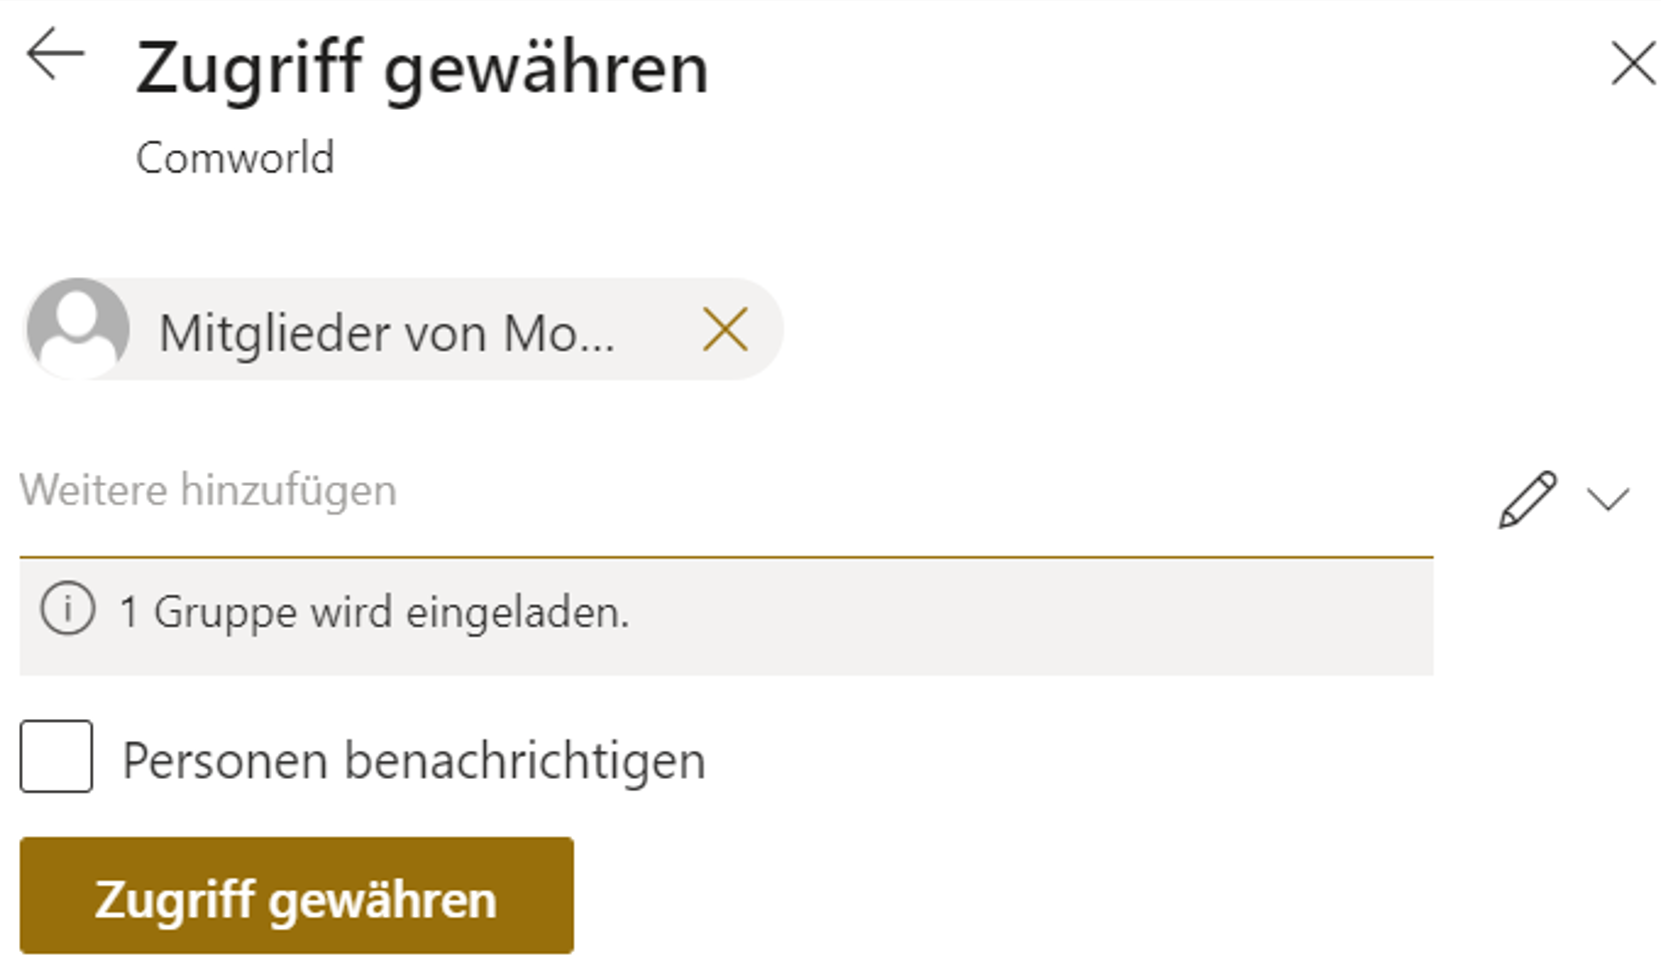 Zugriff gewähren
Comworld
Mitglieder von Mo...
Weitere hinzufügen
1 Gruppe wird eingeladen.
Personen benachrichtigen
Zugriff gewähren